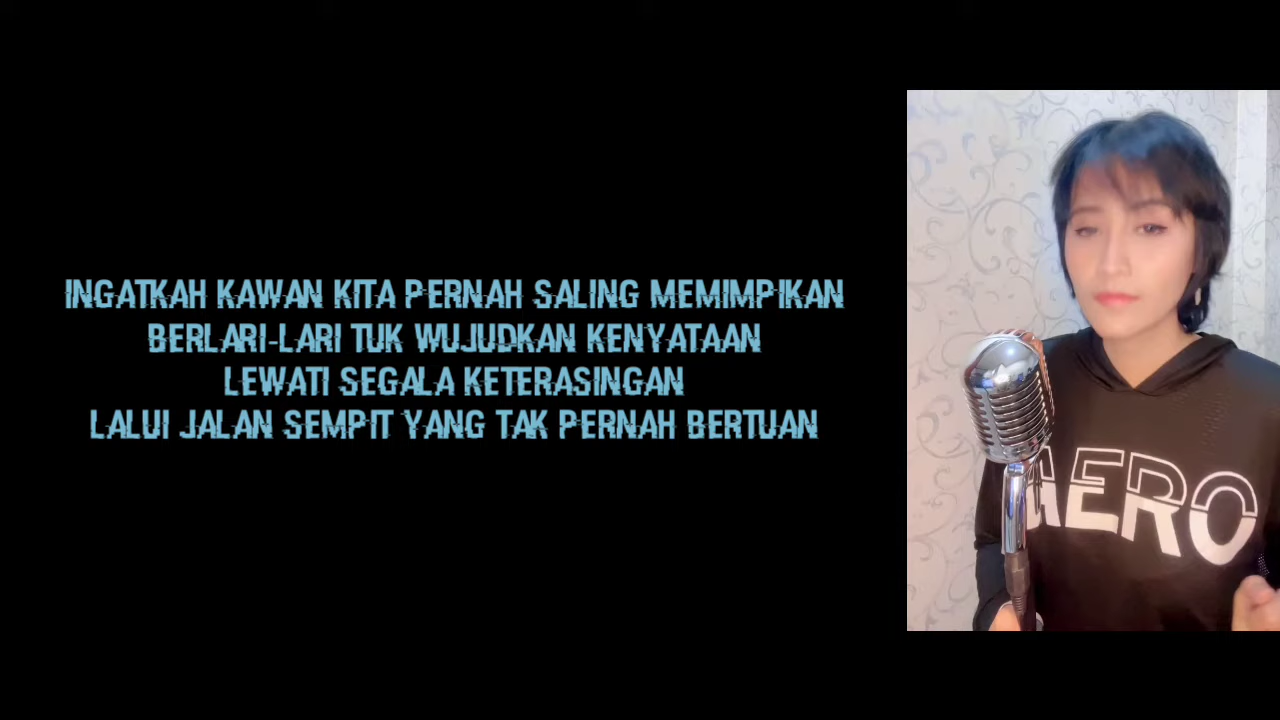 INGATKAH KAWAN KITA PERNAH SALING MEMIMPIKAN
BERLARI-LARI TUK WUJUDKAN KENYATAAN
LEWATI SEGALA KETERASINGAN
LALUI JALAN SEMPIT YANG TAK PERNAH BERTUAN
AERO